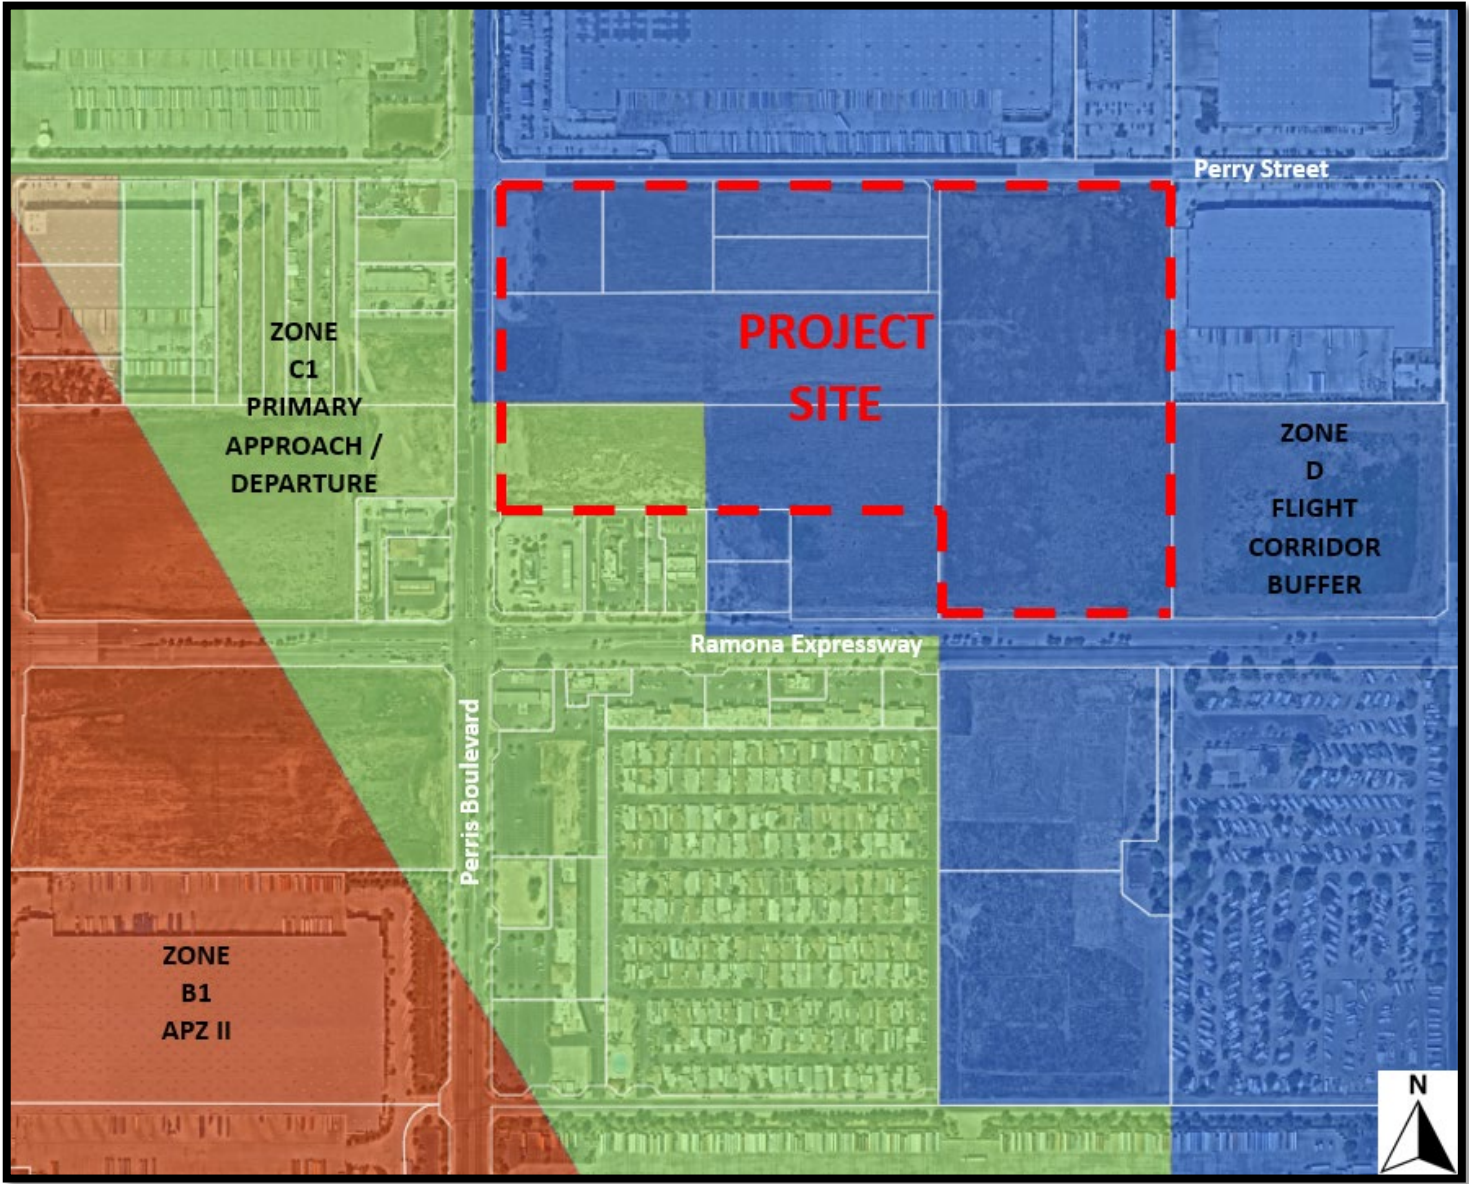 Perry Street
PROJECT
SITE
ZONE
C1
PRIMARY
APPROACH /
DEPARTURE
ZONE
D
FLIGHT
CORRIDOR
BUFFER
Ramona Expressway
Perris Boulevard
ZONE
B1
APZ II
N